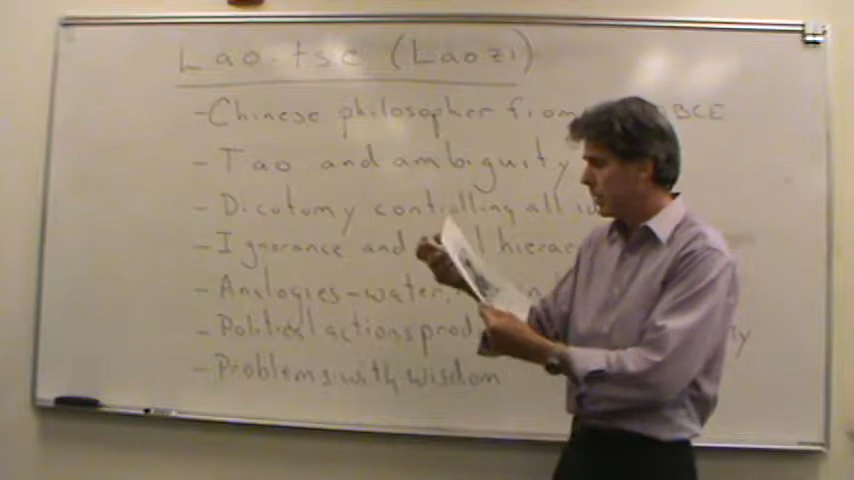 Lao-tse (Laozi)
- Chinese philosopher from BCE
- Tao and ambiguity
- Dicotomy controlling all
- Ignorance and hierar
- Analogies - water,
- Political actions prod
- Problems with wisdom